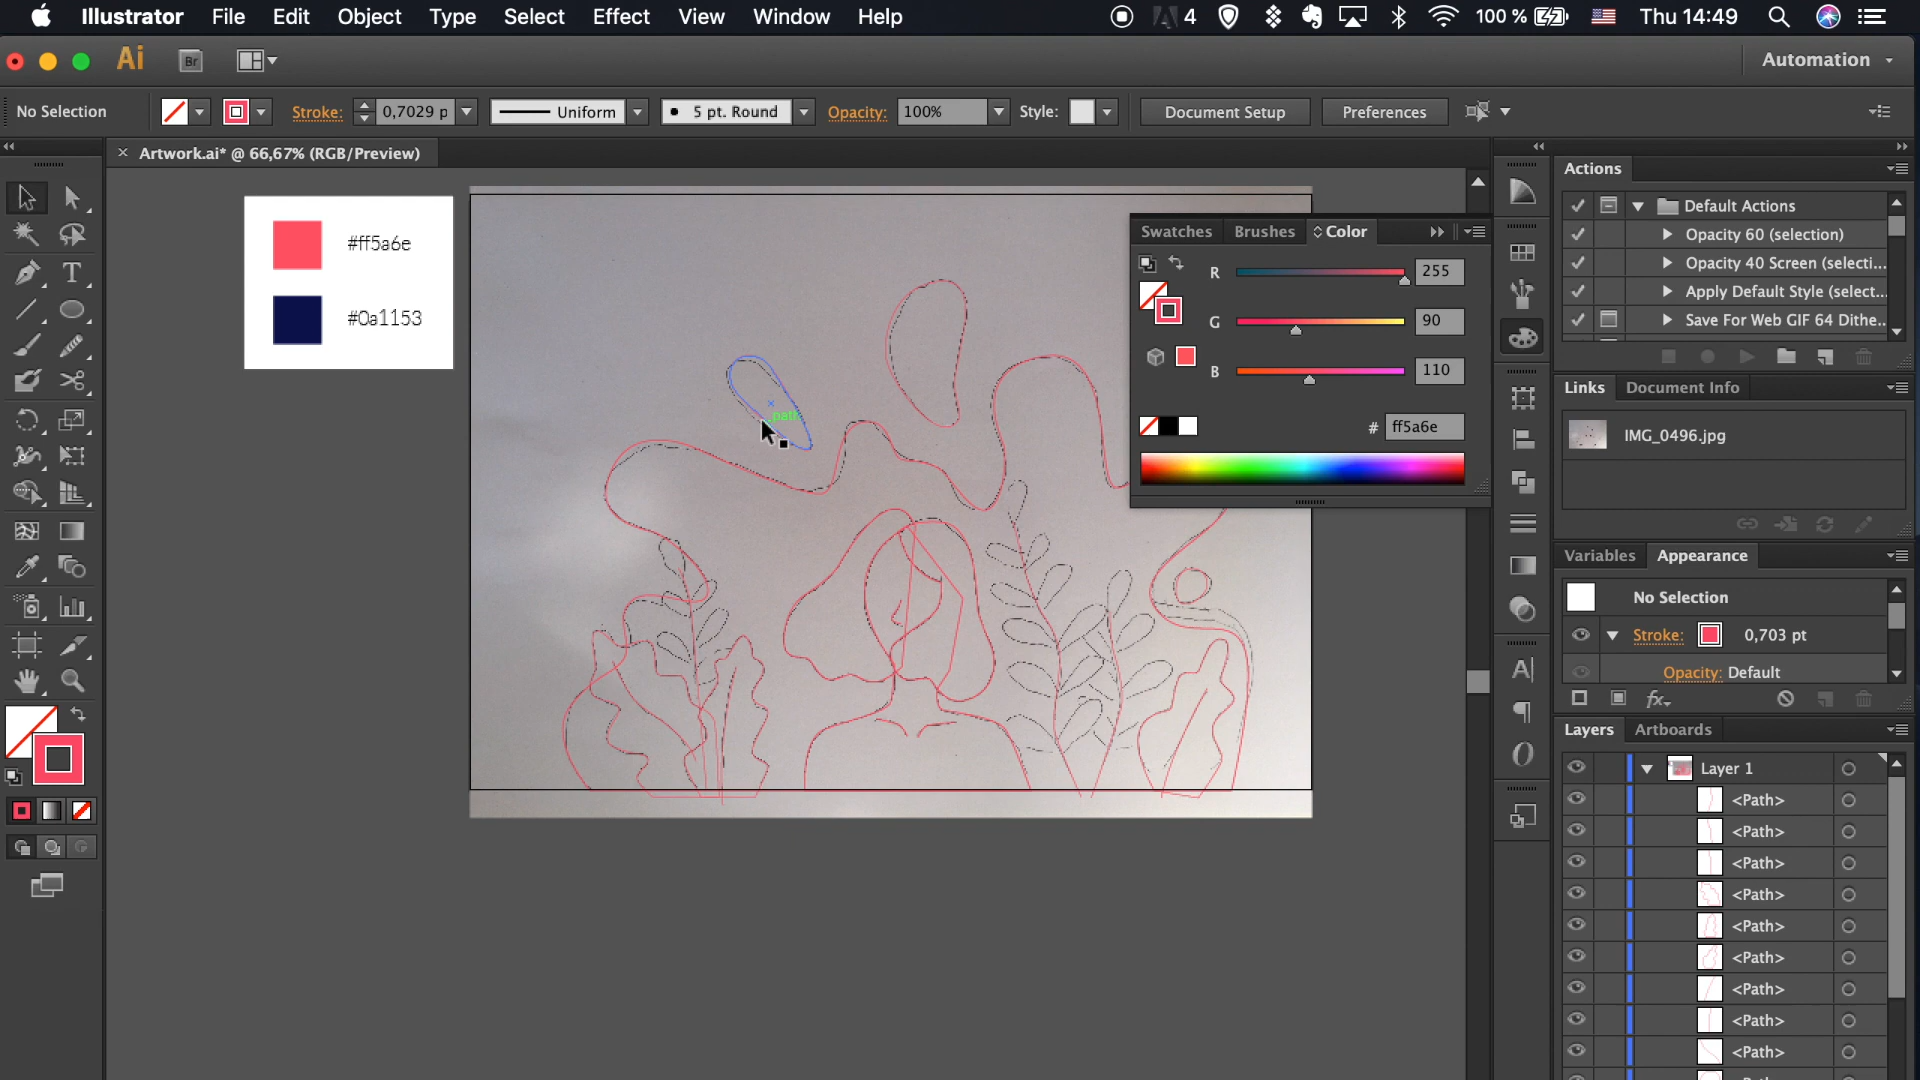 Illustrator File Edit Object Type Select Effect View Window Help
4 100 % Thu 14:49
Ai Br Automation
No Selection Stroke: 0,7029 p Uniform 5 pt. Round Opacity: 100% Style: Document Setup Preferences
Artwork.ai* @ 66,67% (RGB/Preview)
#ff5a6e
#0a1153
path
Swatches Brushes Color
R 255
G 90
B 110
# ff5a6e
Actions
Default Actions
Opacity 60 (selection)
Opacity 40 Screen (selecti...
Apply Default Style (select...
Save For Web GIF 64 Dithe...
Links Document Info
IMG_0496.jpg
Variables Appearance
No Selection
Stroke: 0,703 pt
Opacity: Default
fx
Layers Artboards
Layer 1
<Path>
<Path>
<Path>
<Path>
<Path>
<Path>
<Path>
<Path>
<Path>